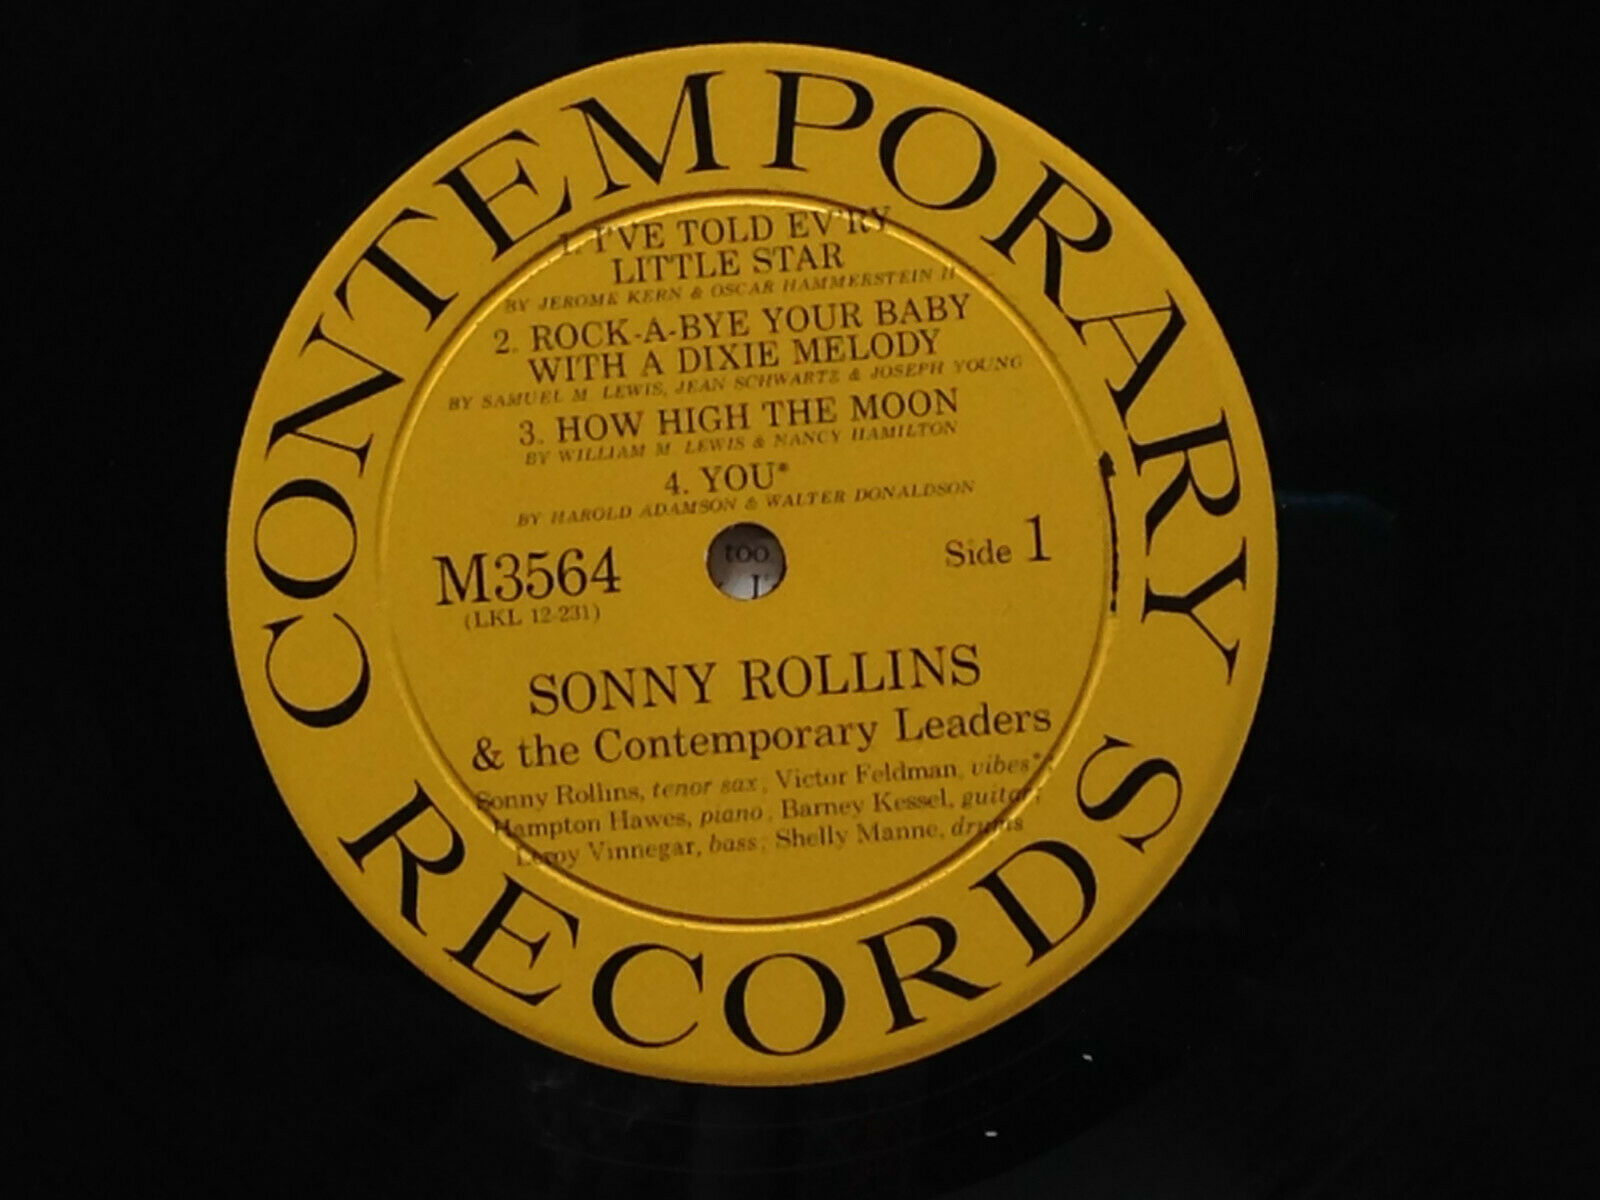 CONTEMPORARY
1. I'VE TOLD EV'RY
LITTLE STAR
BY JEROME KERN & OSCAR HAMMERSTEIN II
2. ROCK-A-BYE YOUR BABY
WITH A DIXIE MELODY
BY SAMUEL M. LEWIS, JEAN SCHWARTZ & JOSEPH YOUNG
3. HOW HIGH THE MOON
BY WILLIAM M. LEWIS & NANCY HAMILTON
4. YOU*
BY HAROLD ADAMSON & WALTER DONALDSON
too
M3564
Side 1
(LKL 12-231)
SONNY ROLLINS
& the Contemporary Leaders
Sonny Rollins, tenor sax; Victor Feldman, vibes*;
Hampton Hawes, piano; Barney Kessel, guitar;
Leroy Vinnegar, bass; Shelly Manne, drums
RECORDS